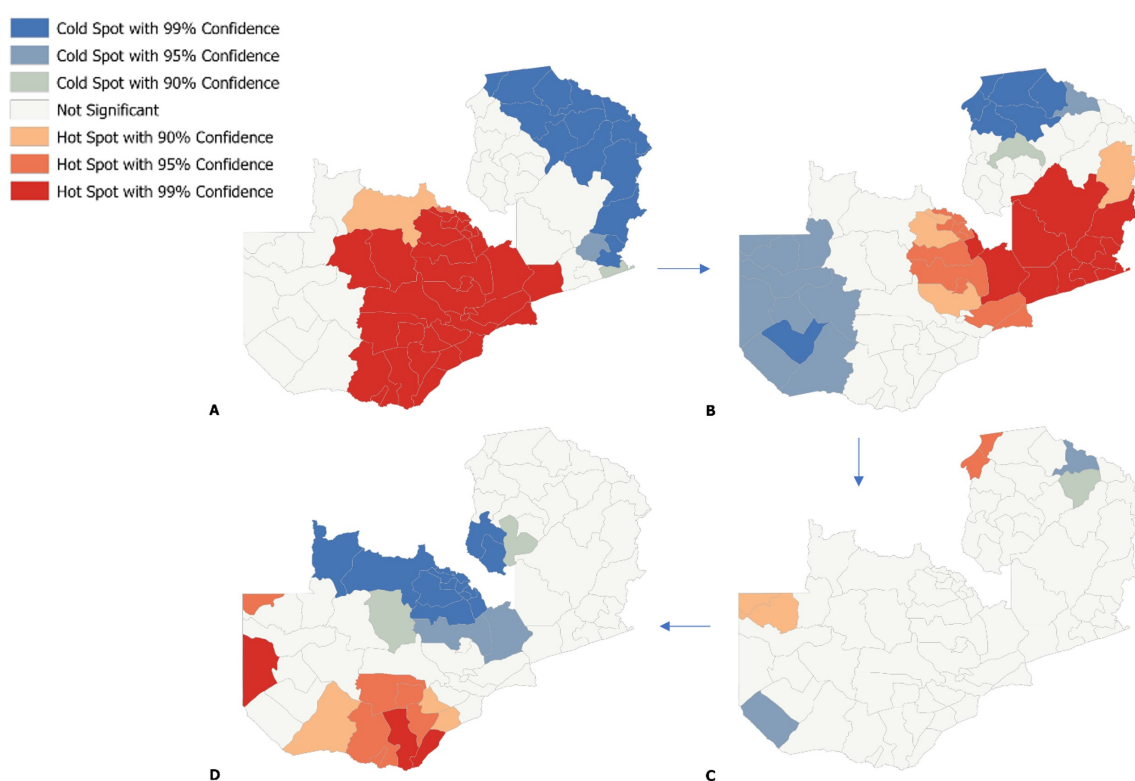 Cold Spot with 99% Confidence
Cold Spot with 95% Confidence
Cold Spot with 90% Confidence
Not Significant
Hot Spot with 90% Confidence
Hot Spot with 95% Confidence
Hot Spot with 99% Confidence
A
B
D
C